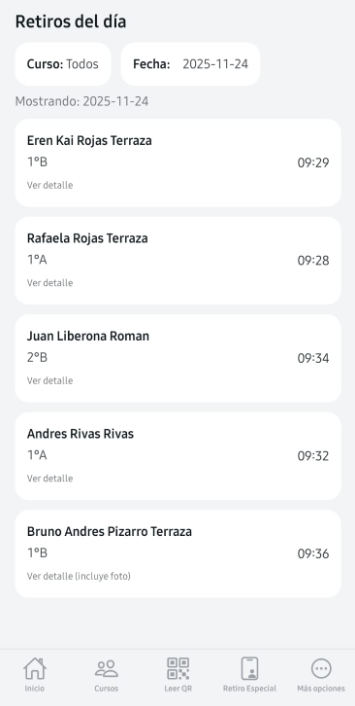 Retiros del día
Curso: Todos
Fecha: 2025-11-24
Mostrando: 2025-11-24
Eren Kai Rojas Terraza
1°B
09:29
Ver detalle
Rafaela Rojas Terraza
1°A
09:28
Ver detalle
Juan Liberona Roman
2°B
09:34
Ver detalle
Andres Rivas Rivas
1°A
09:32
Ver detalle
Bruno Andres Pizarro Terraza
1°B
09:36
Ver detalle (incluye foto)
Inicio
Cursos
Leer QR
Retiro Especial
Más opciones